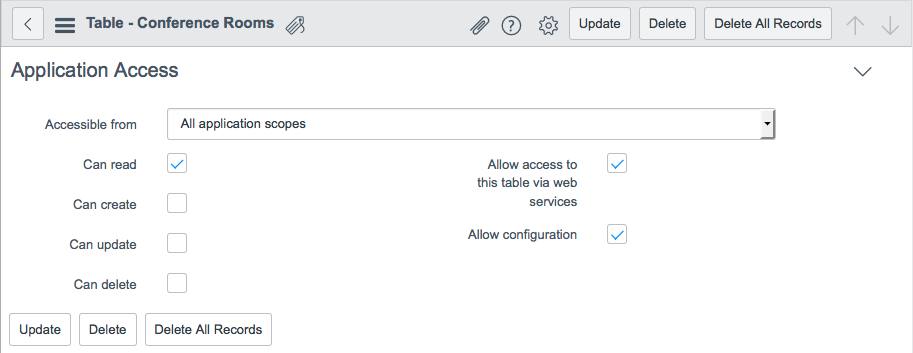 Table - Conference Rooms
? Update Delete Delete All Records
Application Access
Accessible from All application scopes
Can read
Allow access to
this table via web
services
Can create
Can update
Allow configuration
Can delete
Update Delete Delete All Records